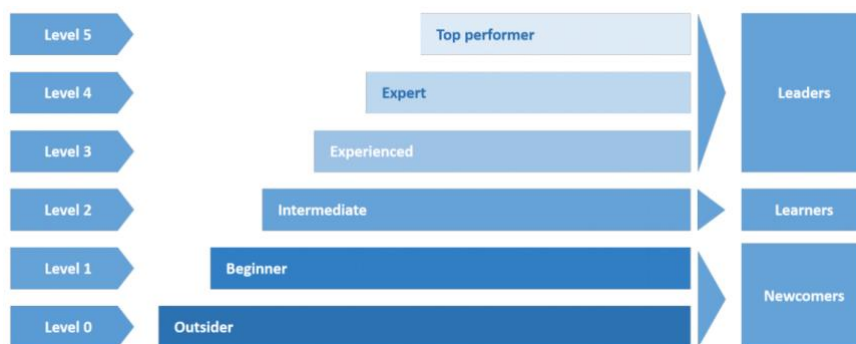 Level 5
Top performer
Level 4
Expert
Leaders
Level 3
Experienced
Level 2
Intermediate
Learners
Level 1
Beginner
Newcomers
Level 0
Outsider